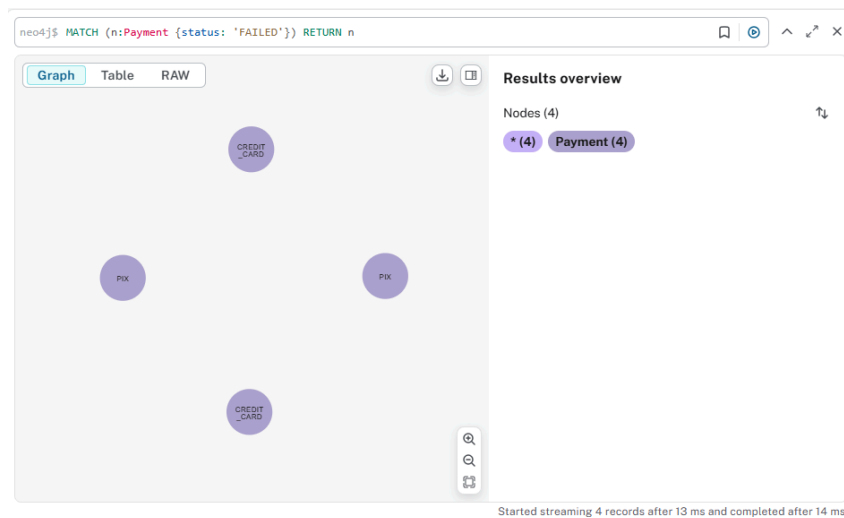 neo4j$ MATCH (n:Payment {status: 'FAILED'}) RETURN n
Graph Table RAW
Results overview
Nodes (4)
* (4) Payment (4)
CREDIT
_CARD
PIX
PIX
CREDIT
_CARD
Started streaming 4 records after 13 ms and completed after 14 ms